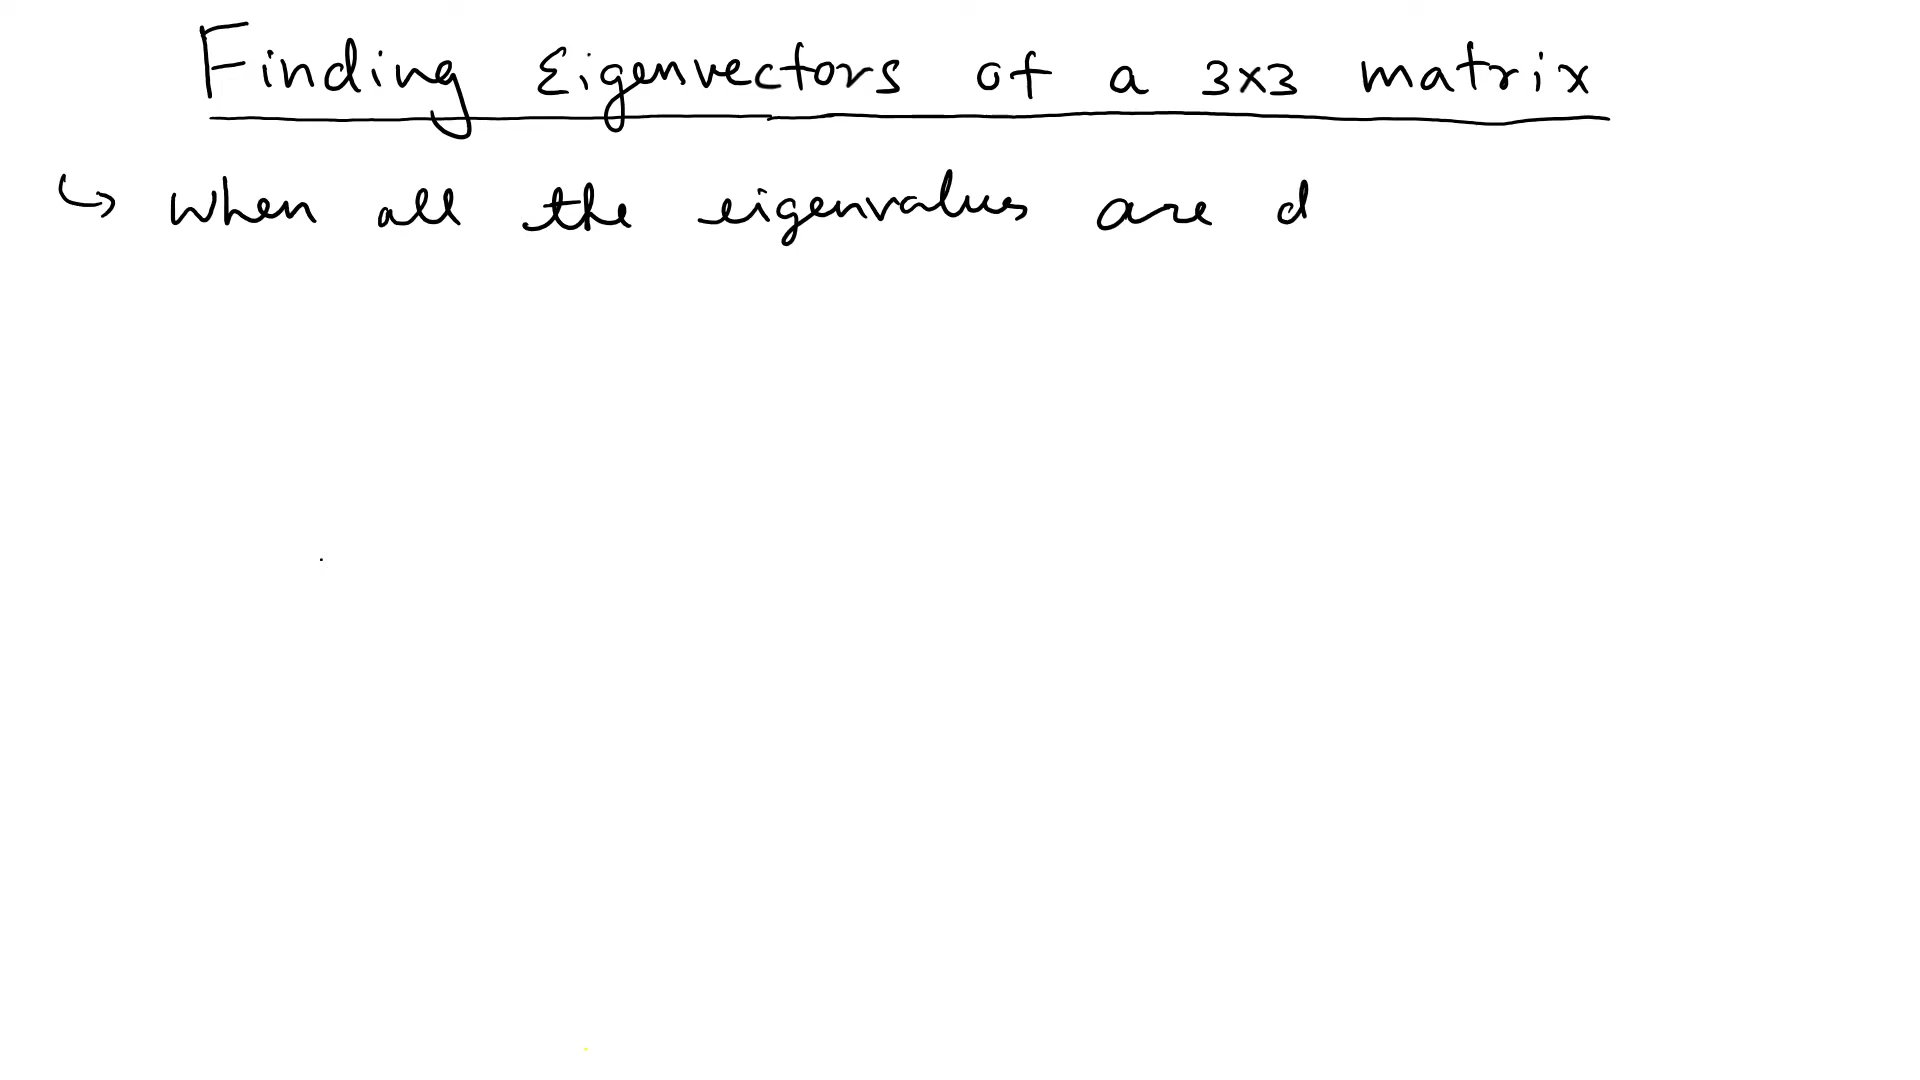 Finding Eigenvectors of a 3x3 matrix
↪ When all the eigenvalues are d